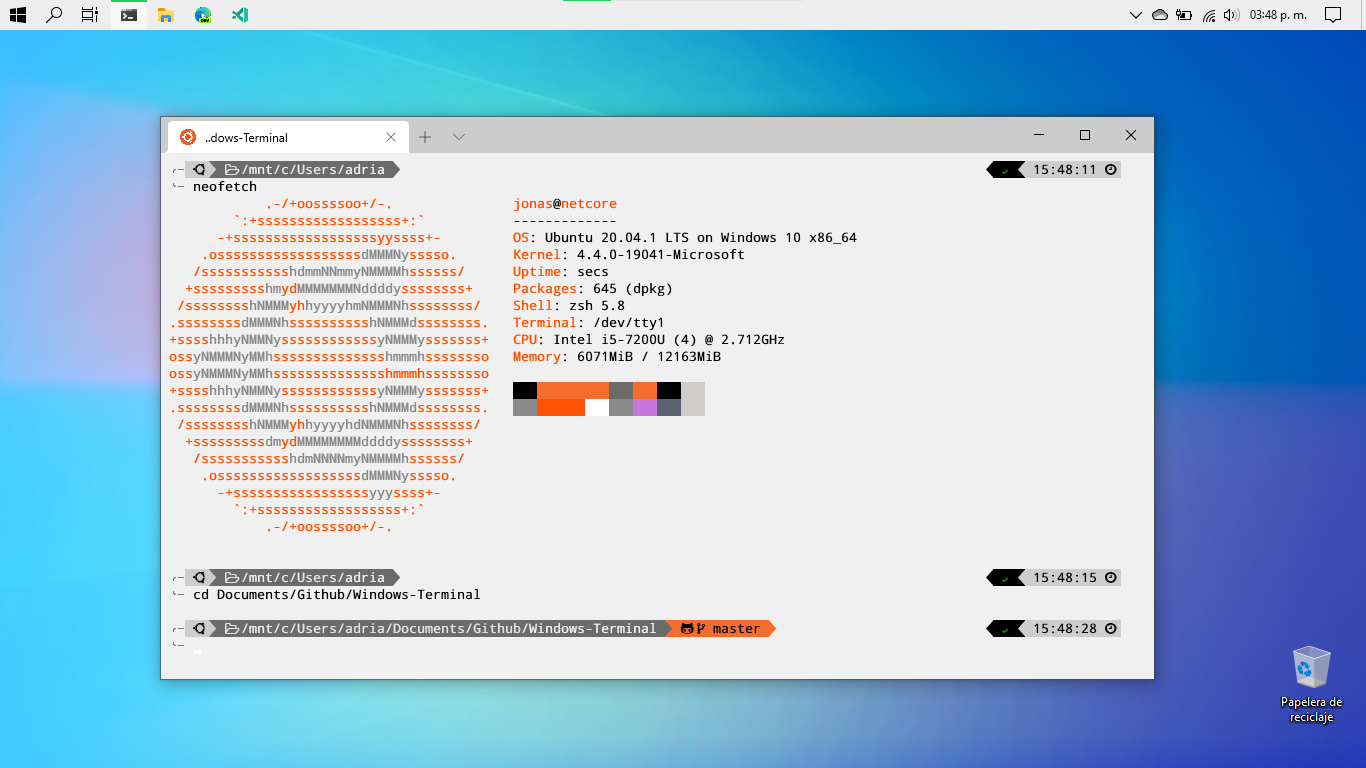 03:48 p. m.
..dows-Terminal
/mnt/c/Users/adria 15:48:11
neofetch
.-/+oossssoo+/-.
`:+ssssssssssssssssss+:`
-+ssssssssssssssssssyyssss+-
.ossssssssssssssssssdMMMNysssso.
/ssssssssssshdmmNNmmyNMMMMhssssss/
+ssssssssshmydMMMMMMMNddddyssssssss+
/sssssssshNMMMyhhyyyyhmNMMMNhssssssss/
.ssssssssdMMMNhsssssssssshNMMMdssssssss.
+sssshhhyNMMNyssssssssssssyNMMMysssssss+
ossyNMMMNyMMhsssssssssssssshmmmhssssssso
ossyNMMMNyMMhsssssssssssssshmmmhssssssso
+sssshhhyNMMNyssssssssssssyNMMMysssssss+
.ssssssssdMMMNhsssssssssshNMMMdssssssss.
/sssssssshNMMMyhhyyyyhdNMMMNhssssssss/
+sssssssssdmydMMMMMMMMddddyssssssss+
/ssssssssssshdmNNNNmyNMMMMhssssss/
.ossssssssssssssssssdMMMNysssso.
-+sssssssssssssssssyyyssss+-
`:+ssssssssssssssssss+:`
.-/+oossssoo+/-.
jonas@netcore
-------------
OS: Ubuntu 20.04.1 LTS on Windows 10 x86_64
Kernel: 4.4.0-19041-Microsoft
Uptime: secs
Packages: 645 (dpkg)
Shell: zsh 5.8
Terminal: /dev/tty1
CPU: Intel i5-7200U (4) @ 2.712GHz
Memory: 6071MiB / 12163MiB
/mnt/c/Users/adria 15:48:15
cd Documents/Github/Windows-Terminal
/mnt/c/Users/adria/Documents/Github/Windows-Terminal master 15:48:28
Papelera de
reciclaje